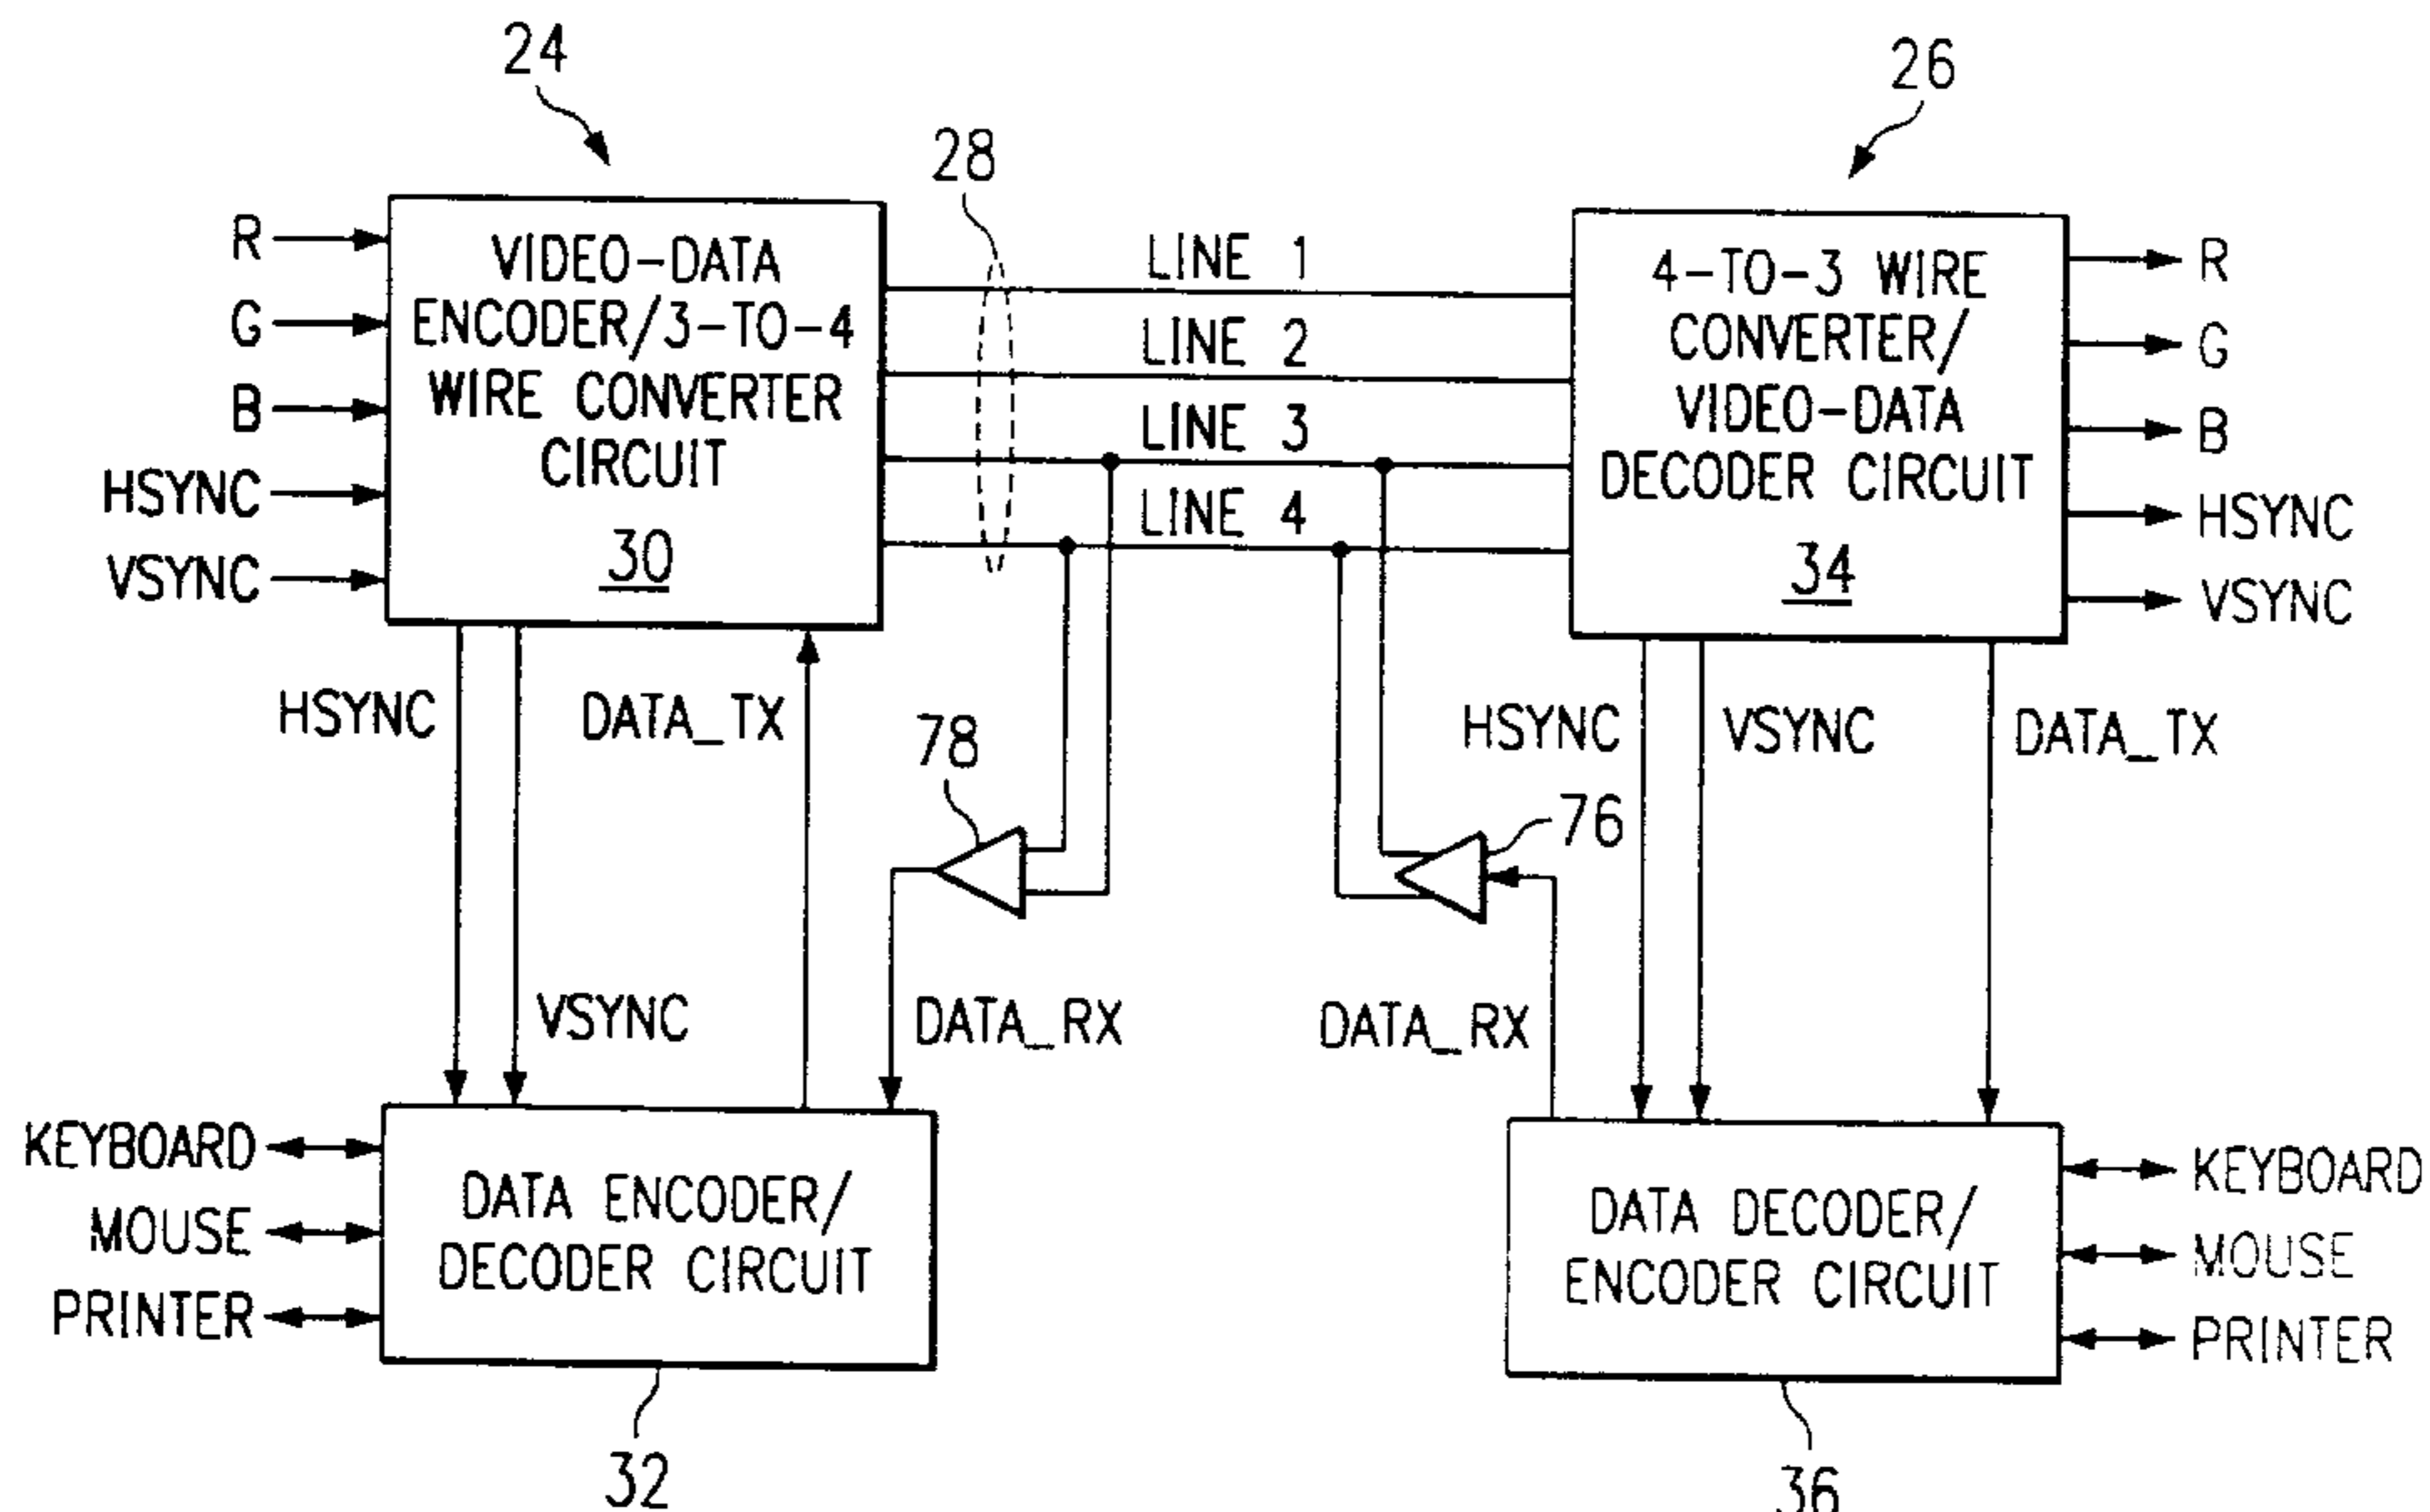 24
26
28
R
G
B
HSYNC
VSYNC
VIDEO-DATA
ENCODER/3-TO-4
WIRE CONVERTER
CIRCUIT
30
LINE 1
LINE 2
LINE 3
LINE 4
4-TO-3 WIRE
CONVERTER/
VIDEO-DATA
DECODER CIRCUIT
34
R
G
B
HSYNC
VSYNC
HSYNC
DATA_TX
78
76
HSYNC
VSYNC
DATA_TX
VSYNC
DATA_RX
DATA_RX
KEYBOARD
MOUSE
PRINTER
DATA ENCODER/
DECODER CIRCUIT
32
DATA DECODER/
ENCODER CIRCUIT
36
KEYBOARD
MOUSE
PRINTER